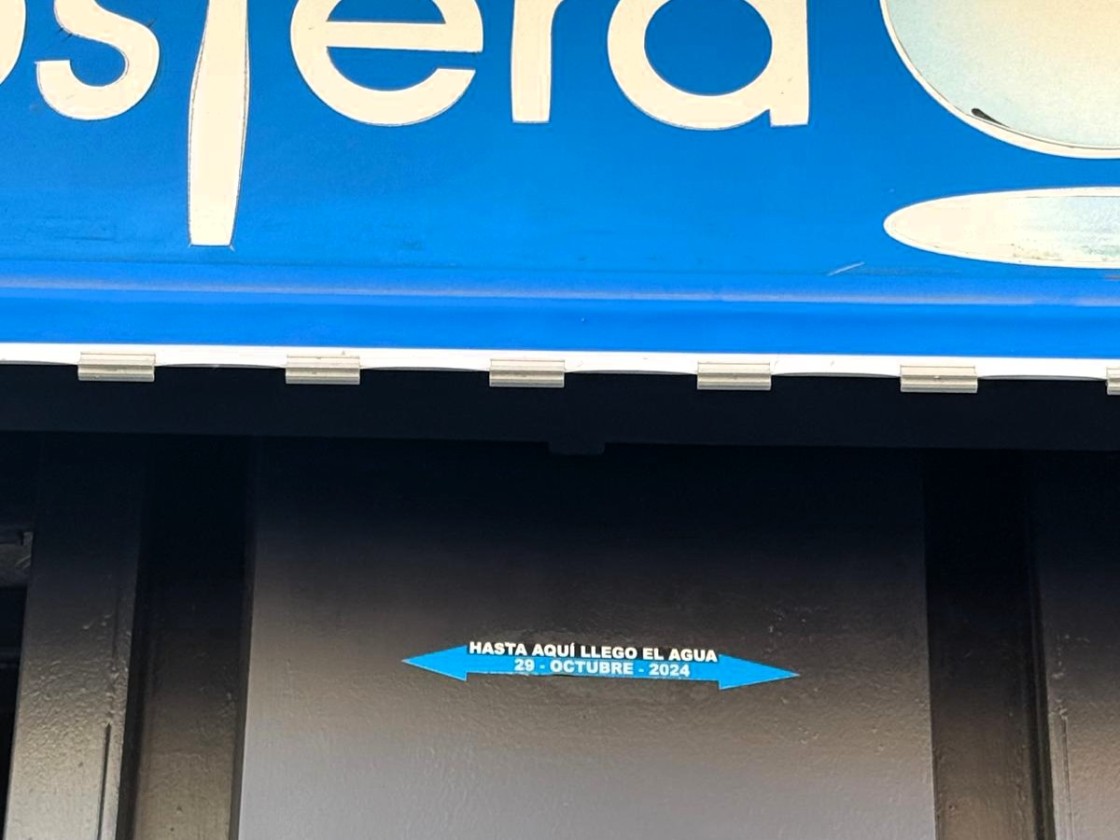 HASTA AQUÍ LLEGO EL AGUA
29 - OCTUBRE - 2024